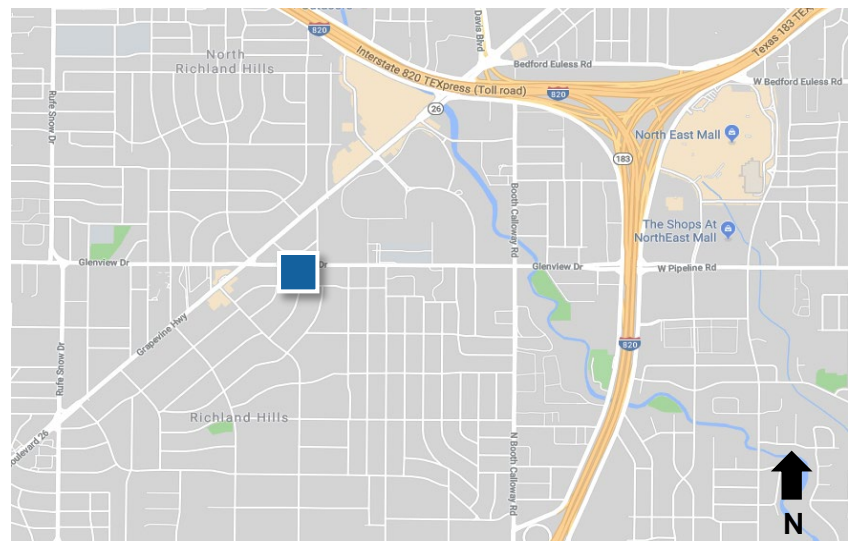 820
Davis Blvd
Texas 183 TEX
North
Richland Hills
Interstate 820 TEXpress (Toll road)
Bedford Euless Rd
820
W Bedford Euless Rd
Rufe Snow Dr
26
183
North East Mall
Booth Calloway Rd
The Shops At
NorthEast Mall
Glenview Dr
Dr
Glenview Dr
W Pipeline Rd
Grapevine Hwy
820
Rufe Snow Dr
Richland Hills
oulevard 26
N Booth Calloway Rd
N